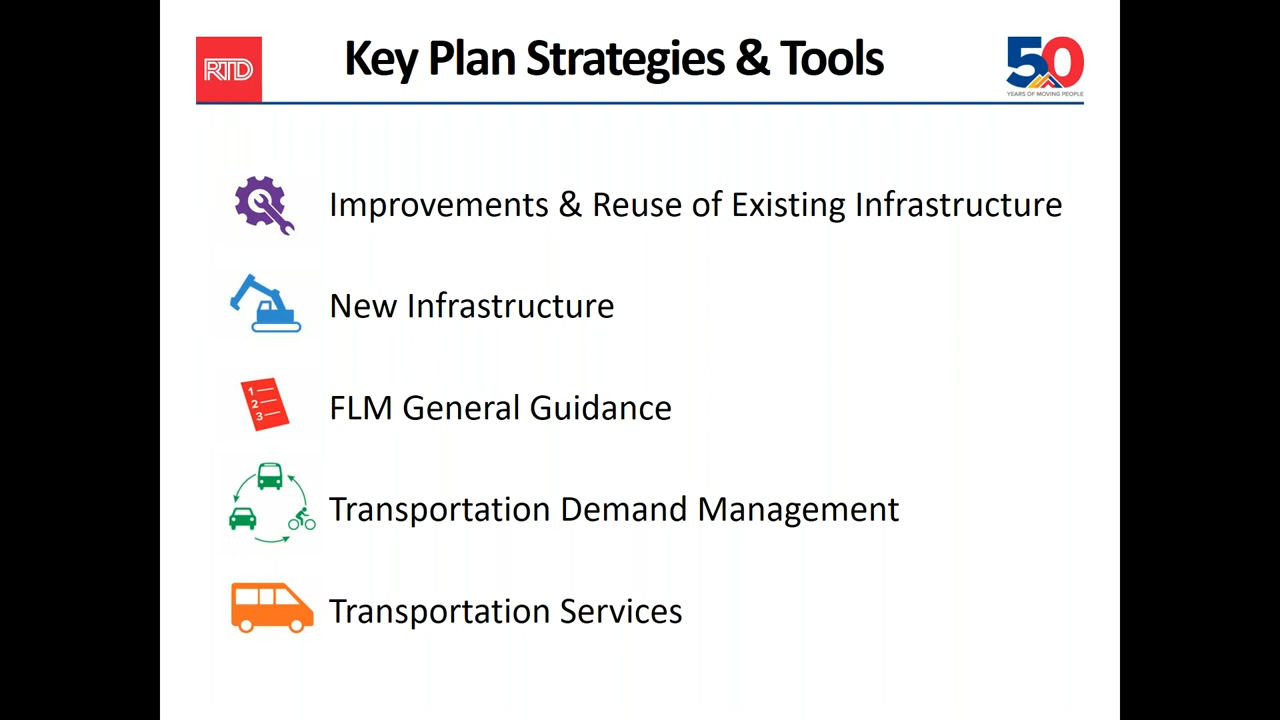 RTD
Key Plan Strategies & Tools
50
YEARS OF MOVING PEOPLE
Improvements & Reuse of Existing Infrastructure
New Infrastructure
1
2
3
FLM General Guidance
Transportation Demand Management
Transportation Services